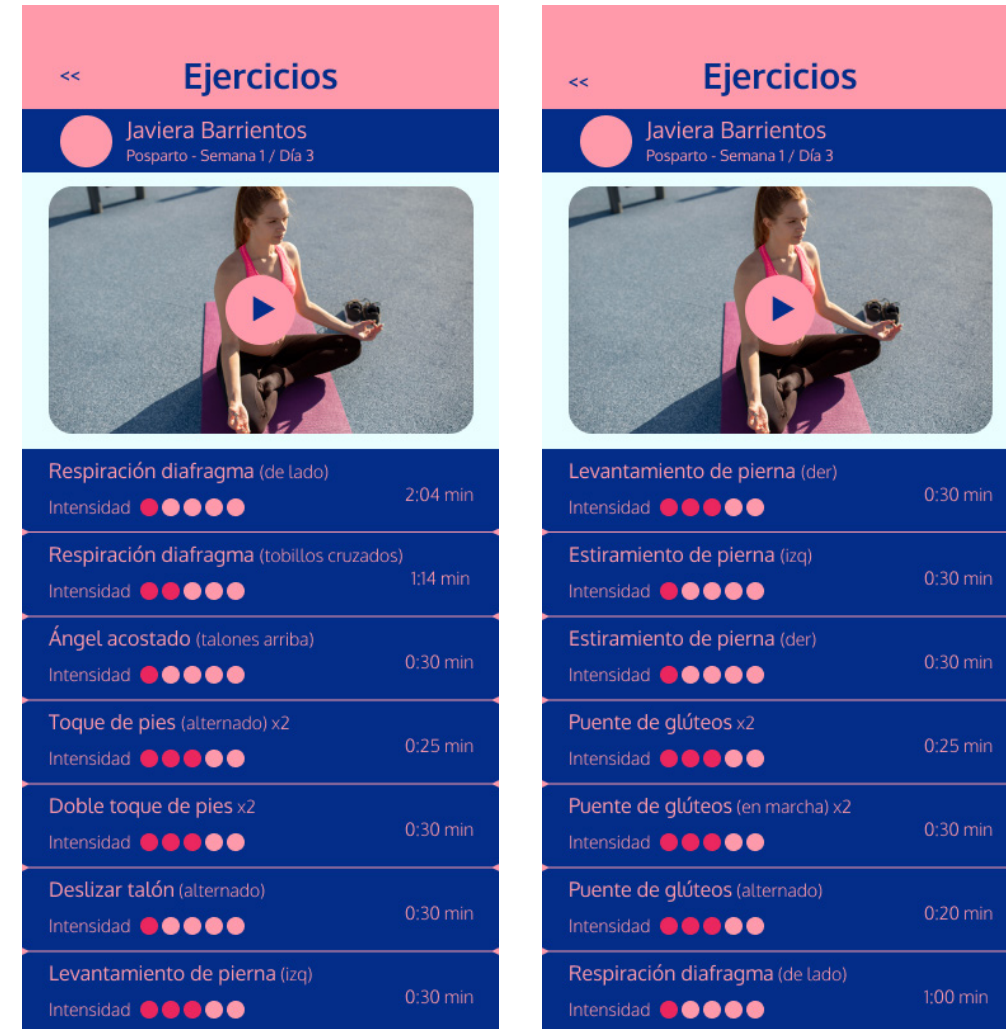 << Ejercicios
Javiera Barrientos
Posparto - Semana 1 / Día 3
Respiración diafragma (de lado)
Intensidad 2:04 min
Respiración diafragma (tobillos cruzados)
Intensidad 1:14 min
Ángel acostado (talones arriba)
Intensidad 0:30 min
Toque de pies (alternado) x2
Intensidad 0:25 min
Doble toque de pies x2
Intensidad 0:30 min
Deslizar talón (alternado)
Intensidad 0:30 min
Levantamiento de pierna (izq)
Intensidad 0:30 min
<< Ejercicios
Javiera Barrientos
Posparto - Semana 1 / Día 3
Levantamiento de pierna (der)
Intensidad 0:30 min
Estiramiento de pierna (izq)
Intensidad 0:30 min
Estiramiento de pierna (der)
Intensidad 0:30 min
Puente de glúteos x2
Intensidad 0:25 min
Puente de glúteos (en marcha) x2
Intensidad 0:30 min
Puente de glúteos (alternado)
Intensidad 0:20 min
Respiración diafragma (de lado)
Intensidad 1:00 min